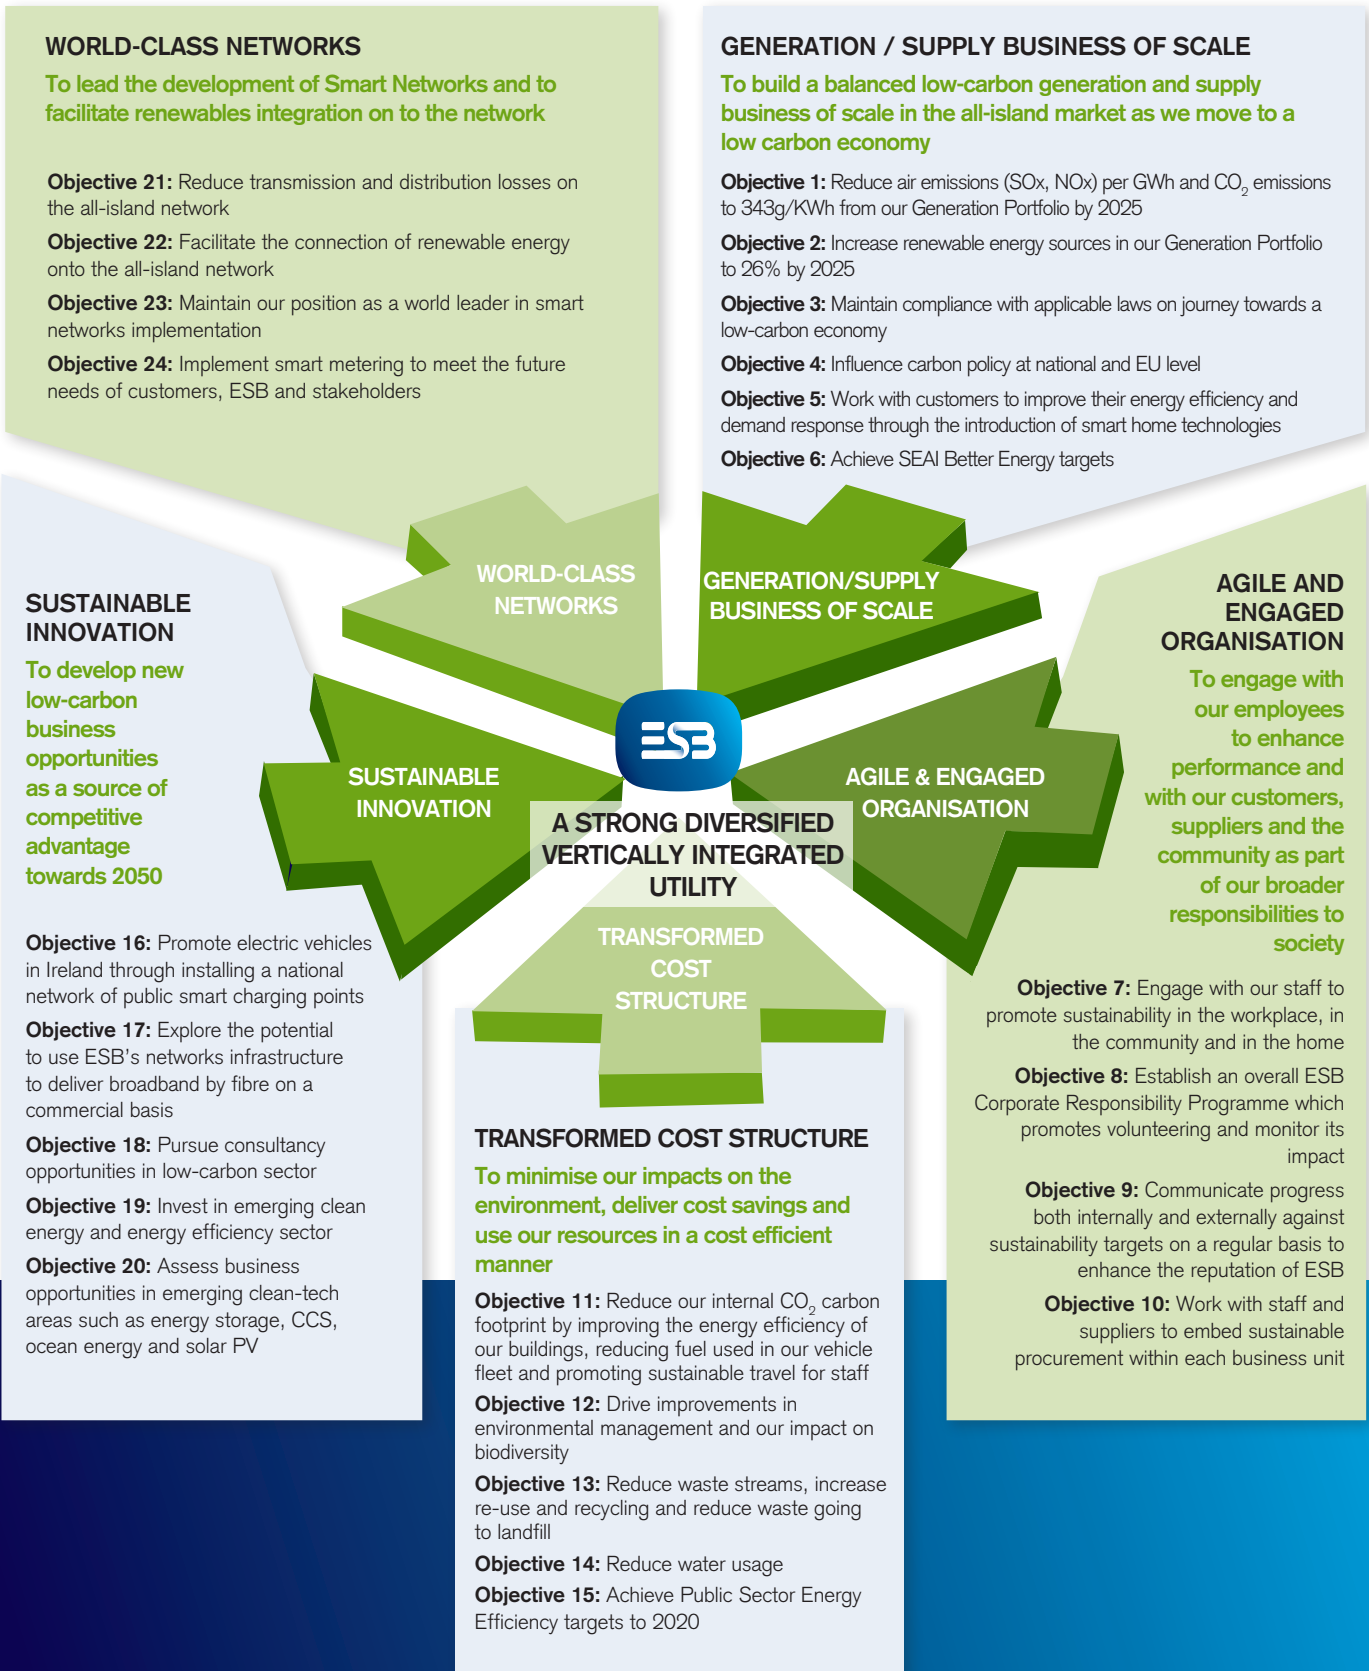 WORLD-CLASS NETWORKS
To lead the development of Smart Networks and to
facilitate renewables integration on to the network
Objective 21: Reduce transmission and distribution losses on
the all-island network
Objective 22: Facilitate the connection of renewable energy
onto the all-island network
Objective 23: Maintain our position as a world leader in smart
networks implementation
Objective 24: Implement smart metering to meet the future
needs of customers, ESB and stakeholders
GENERATION / SUPPLY BUSINESS OF SCALE
To build a balanced low-carbon generation and supply
business of scale in the all-island market as we move to a
low carbon economy
Objective 1: Reduce air emissions (SOx, NOx) per GWh and CO₂ emissions
to 343g/KWh from our Generation Portfolio by 2025
Objective 2: Increase renewable energy sources in our Generation Portfolio
to 26% by 2025
Objective 3: Maintain compliance with applicable laws on journey towards a
low-carbon economy
Objective 4: Influence carbon policy at national and EU level
Objective 5: Work with customers to improve their energy efficiency and
demand response through the introduction of smart home technologies
Objective 6: Achieve SEAI Better Energy targets
WORLD-CLASS
NETWORKS
GENERATION/SUPPLY
BUSINESS OF SCALE
SUSTAINABLE
INNOVATION
To develop new
low-carbon
business
opportunities
as a source of
competitive
advantage
towards 2050
Objective 16: Promote electric vehicles
in Ireland through installing a national
network of public smart charging points
Objective 17: Explore the potential
to use ESB's networks infrastructure
to deliver broadband by fibre on a
commercial basis
Objective 18: Pursue consultancy
opportunities in low-carbon sector
Objective 19: Invest in emerging clean
energy and energy efficiency sector
Objective 20: Assess business
opportunities in emerging clean-tech
areas such as energy storage, CCS,
ocean energy and solar PV
SUSTAINABLE
INNOVATION
ESB
AGILE & ENGAGED
ORGANISATION
A STRONG DIVERSIFIED
VERTICALLY INTEGRATED
UTILITY
TRANSFORMED
COST
STRUCTURE
TRANSFORMED COST STRUCTURE
To minimise our impacts on the
environment, deliver cost savings and
use our resources in a cost efficient
manner
Objective 11: Reduce our internal CO₂ carbon
footprint by improving the energy efficiency of
our buildings, reducing fuel used in our vehicle
fleet and promoting sustainable travel for staff
Objective 12: Drive improvements in
environmental management and our impact on
biodiversity
Objective 13: Reduce waste streams, increase
re-use and recycling and reduce waste going
to landfill
Objective 14: Reduce water usage
Objective 15: Achieve Public Sector Energy
Efficiency targets to 2020
AGILE AND
ENGAGED
ORGANISATION
To engage with
our employees
to enhance
performance and
with our customers,
suppliers and the
community as part
of our broader
responsibilities to
society
Objective 7: Engage with our staff to
promote sustainability in the workplace, in
the community and in the home
Objective 8: Establish an overall ESB
Corporate Responsibility Programme which
promotes volunteering and monitor its
impact
Objective 9: Communicate progress
both internally and externally against
sustainability targets on a regular basis to
enhance the reputation of ESB
Objective 10: Work with staff and
suppliers to embed sustainable
procurement within each business unit